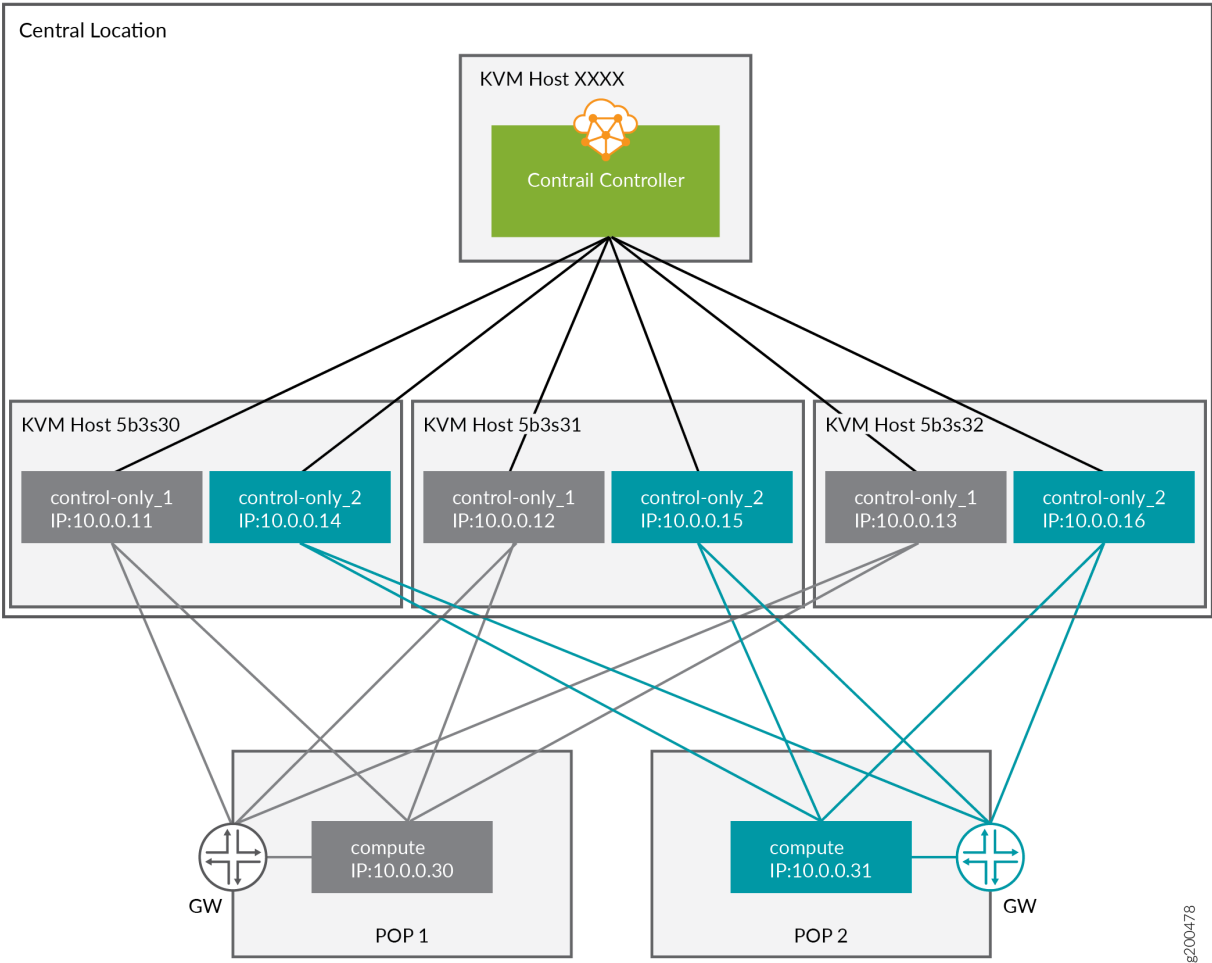 Central Location
KVM Host XXXX
Contrail Controller
KVM Host 5b3s30
control-only_1
IP:10.0.0.11
control-only_2
IP:10.0.0.14
KVM Host 5b3s31
control-only_1
IP:10.0.0.12
control-only_2
IP:10.0.0.15
KVM Host 5b3s32
control-only_1
IP:10.0.0.13
control-only_2
IP:10.0.0.16
compute
IP:10.0.0.30
GW
POP 1
compute
IP:10.0.0.31
GW
POP 2
g200478